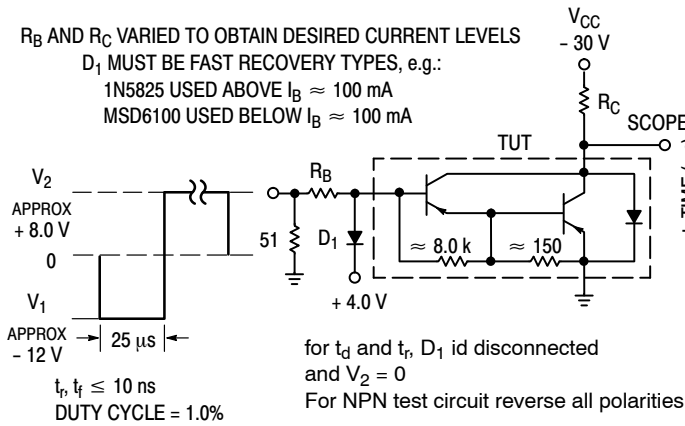 R_B AND R_C VARIED TO OBTAIN DESIRED CURRENT LEVELS
D_1 MUST BE FAST RECOVERY TYPES, e.g.:
1N5825 USED ABOVE I_B ≈ 100 mA
MSD6100 USED BELOW I_B ≈ 100 mA
V_CC
– 30 V
R_C
SCOPE
TUT
R_B
V_2
APPROX
+ 8.0 V
0
V_1
APPROX
– 12 V
25 μs
51
D_1
≈ 8.0 k
≈ 150
+ 4.0 V
t_r, t_f ≤ 10 ns
DUTY CYCLE = 1.0%
for t_d and t_r, D_1 id disconnected
and V_2 = 0
For NPN test circuit reverse all polarities